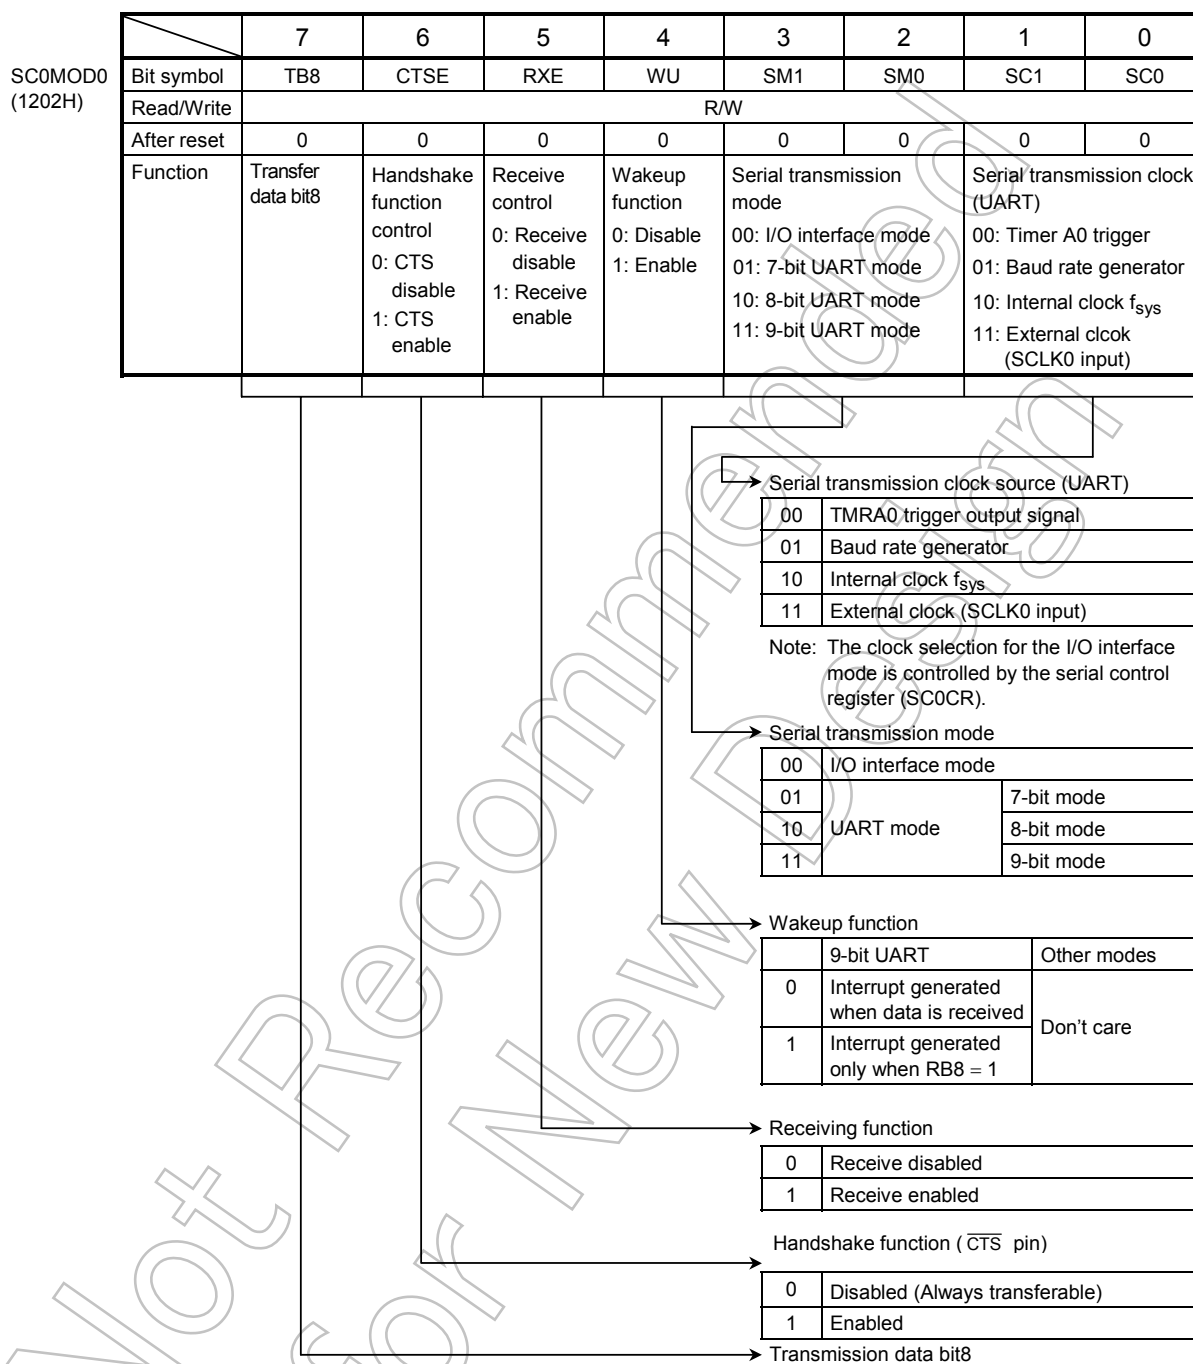 7 6 5 4 3 2 1 0
SC0MOD0 Bit symbol TB8 CTSE RXE WU SM1 SM0 SC1 SC0
(1202H) Read/Write R/W
After reset 0 0 0 0 0 0 0 0
Function
Transfer
data bit8
Handshake
function
control
0: CTS
disable
1: CTS
enable
Receive
control
0: Receive
disable
1: Receive
enable
Wakeup
function
0: Disable
1: Enable
Serial transmission
mode
00: I/O interface mode
01: 7-bit UART mode
10: 8-bit UART mode
11: 9-bit UART mode
Serial transmission clock
(UART)
00: Timer A0 trigger
01: Baud rate generator
10: Internal clock fsys
11: External clcok
(SCLK0 input)
Serial transmission clock source (UART)
00 TMRA0 trigger output signal
01 Baud rate generator
10 Internal clock fsys
11 External clock (SCLK0 input)
Note: The clock selection for the I/O interface
mode is controlled by the serial control
register (SC0CR).
Serial transmission mode
00 I/O interface mode
01 7-bit mode
10 UART mode 8-bit mode
11 9-bit mode
Wakeup function
9-bit UART Other modes
0 Interrupt generated
when data is received
Don't care
1 Interrupt generated
only when RB8 = 1
Receiving function
0 Receive disabled
1 Receive enabled
Handshake function ( C̅T̅S̅ pin)
0 Disabled (Always transferable)
1 Enabled
Transmission data bit8
Not Recommended
for New Design